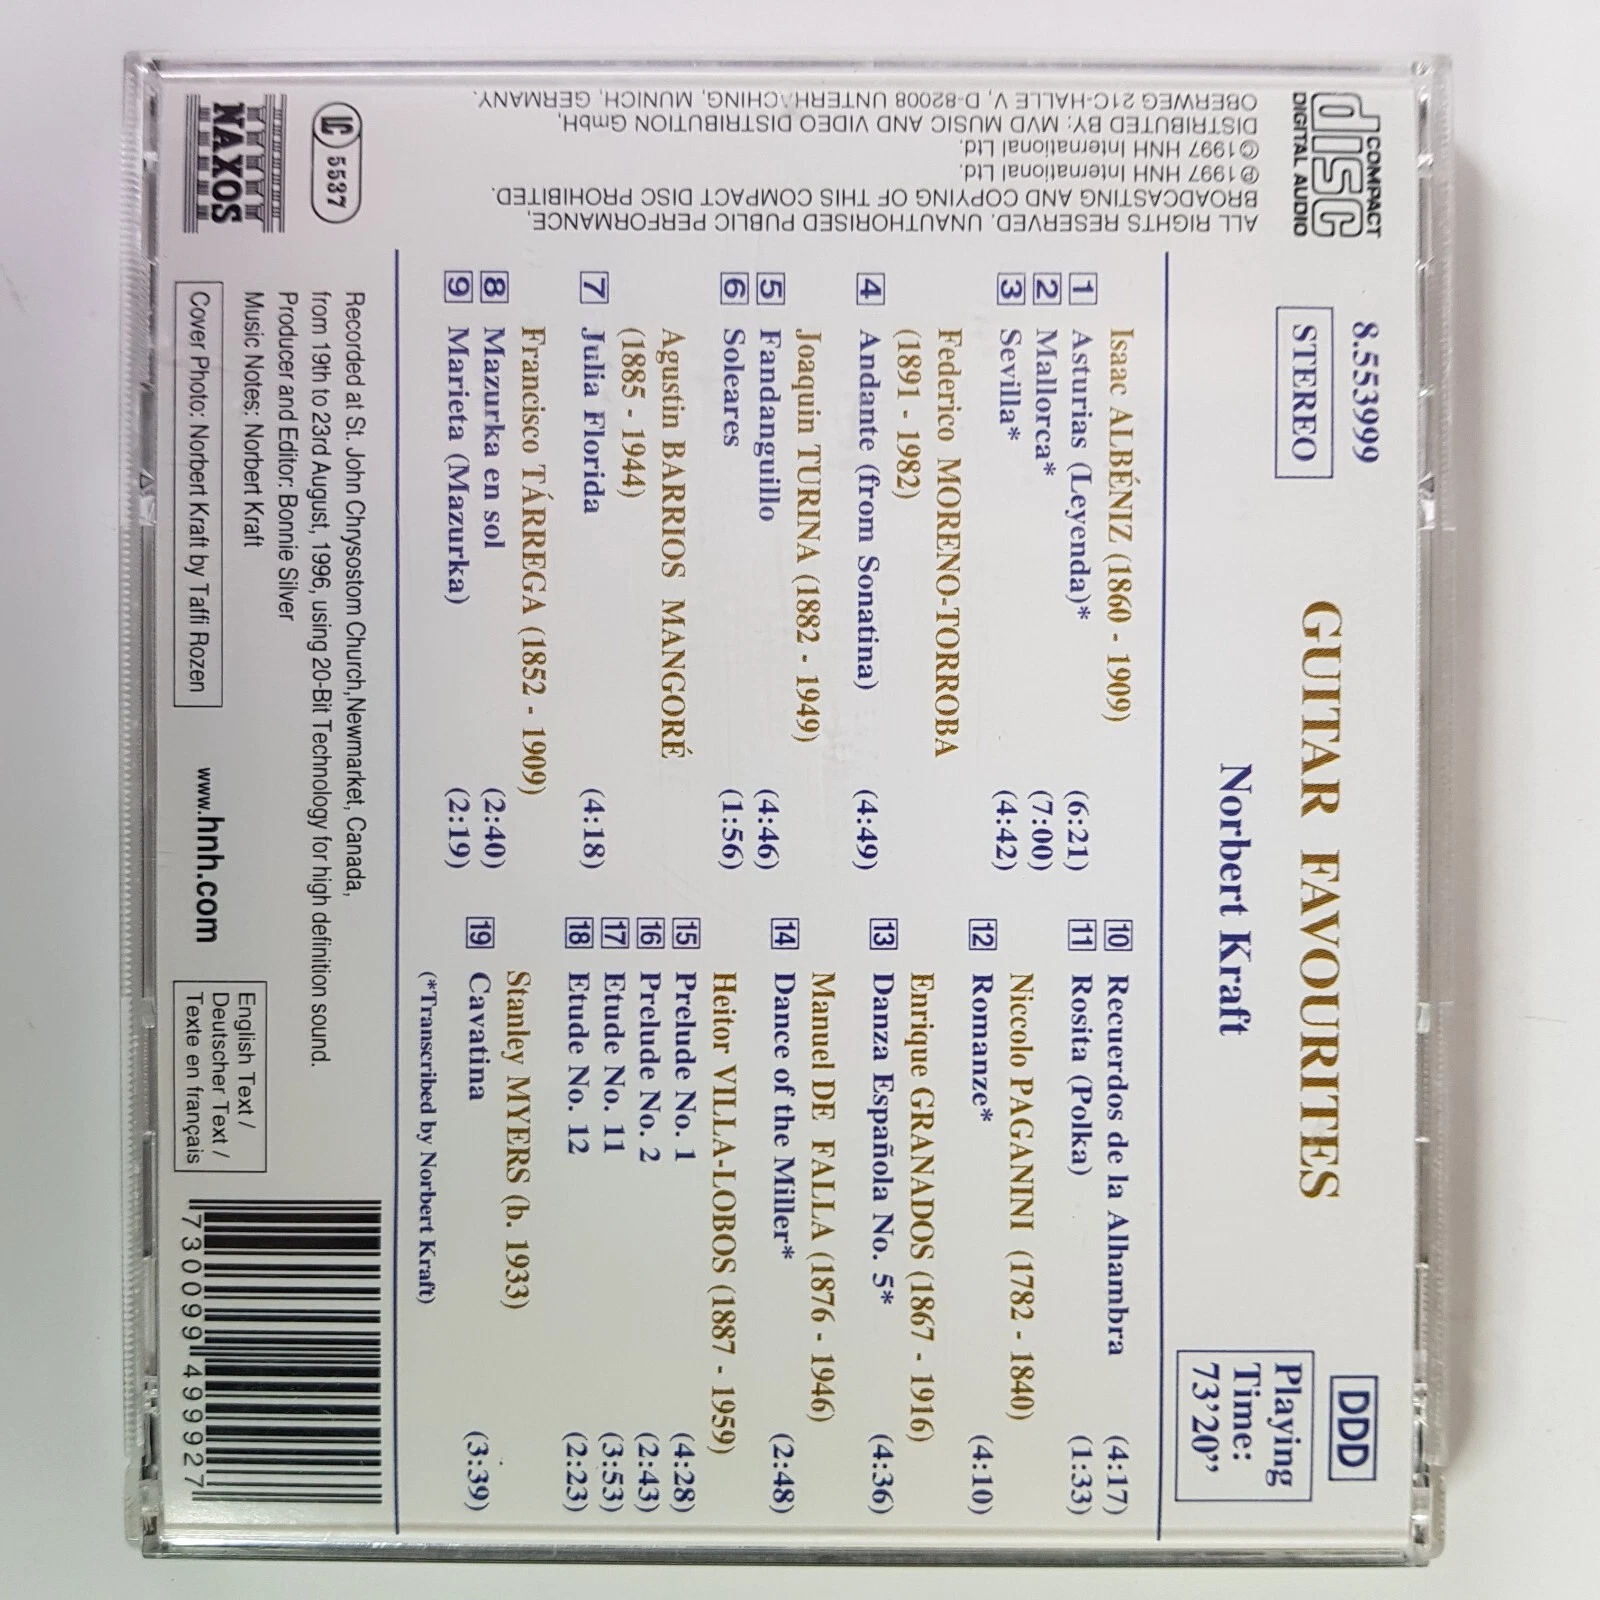 8.553999
STEREO
GUITAR FAVOURITES
Norbert Kraft
DDD
Playing
Time:
73’20”
Isaac ALBÉNIZ (1860 - 1909)
1 Asturias (Leyenda)* (6:21)
2 Mallorca* (7:00)
3 Sevilla* (4:42)
Federico MORENO-TORROBA
(1891 - 1982)
4 Andante (from Sonatina) (4:49)
Joaquin TURINA (1882 - 1949)
5 Fandanguillo (4:46)
6 Soleares (1:56)
Agustin BARRIOS MANGORÉ
(1885 - 1944)
7 Julia Florida (4:18)
Francisco TÁRREGA (1852 - 1909)
8 Mazurka en sol (2:40)
9 Marieta (Mazurka) (2:19)
10 Recuerdos de la Alhambra (4:17)
11 Rosita (Polka) (1:33)
Niccolo PAGANINI (1782 - 1840)
12 Romanze* (4:10)
Enrique GRANADOS (1867 - 1916)
13 Danza Española No. 5* (4:36)
Manuel DE FALLA (1876 - 1946)
14 Dance of the Miller* (2:48)
Heitor VILLA-LOBOS (1887 - 1959)
15 Prelude No. 1 (4:28)
16 Prelude No. 2 (2:43)
17 Etude No. 11 (3:53)
18 Etude No. 12 (2:23)
Stanley MYERS (b. 1933)
19 Cavatina (3:39)
(*Transcribed by Norbert Kraft)
Recorded at St. John Chrysostom Church,Newmarket, Canada,
from 19th to 23rd August, 1996, using 20-Bit Technology for high definition sound.
Producer and Editor: Bonnie Silver
Music Notes: Norbert Kraft
Cover Photo: Norbert Kraft by Taffi Rozen
www.hnh.com
English Text /
Deutscher Text /
Texte en français
7 30099 49992 7
COMPACT
disc
DIGITAL AUDIO
ALL RIGHTS RESERVED. UNAUTHORISED PUBLIC PERFORMANCE,
BROADCASTING AND COPYING OF THIS COMPACT DISC PROHIBITED.
℗ 1997 HNH International Ltd.
© 1997 HNH International Ltd.
DISTRIBUTED BY: MVD MUSIC AND VIDEO DISTRIBUTION GmbH,
OBERWEG 21C-HALLE V, D-82008 UNTERHACHING, MUNICH, GERMANY.
LC 5537
NAXOS